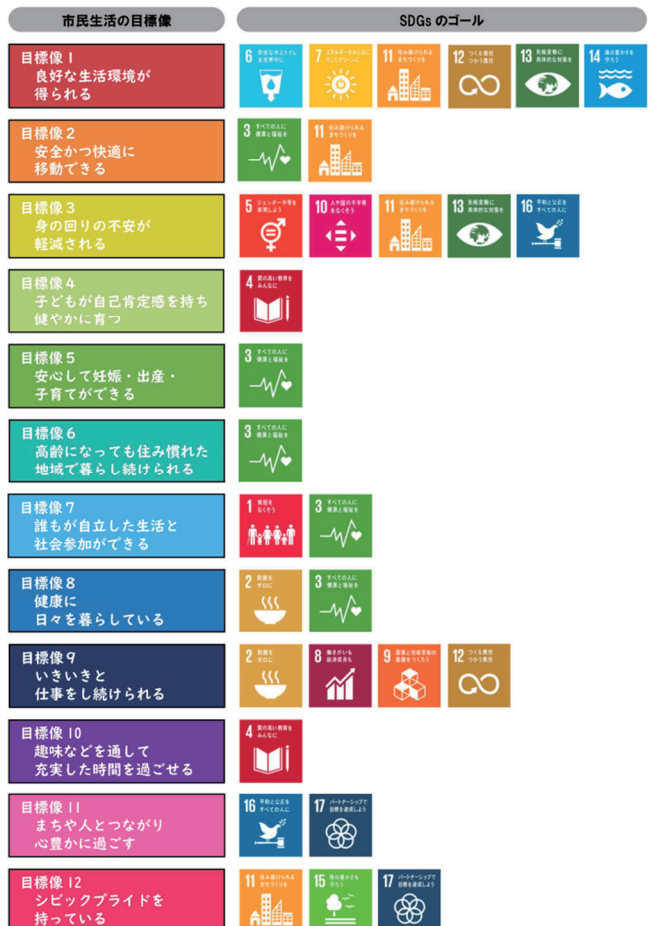 市民生活の目標像
SDGsのゴール
目標像1
良好な生活環境が
得られる
6 安全な水とトイレ
を世界中に
7 エネルギーをみんなに
そしてクリーンに
11 住み続けられる
まちづくりを
12 つくる責任
つかう責任
13 気候変動に
具体的な対策を
14 海の豊かさを
守ろう
目標像2
安全かつ快適に
移動できる
3 すべての人に
健康と福祉を
11 住み続けられる
まちづくりを
目標像3
身の回りの不安が
軽減される
5 ジェンダー平等を
実現しよう
10 人や国の不平等
をなくそう
11 住み続けられる
まちづくりを
13 気候変動に
具体的な対策を
16 平和と公正を
すべての人に
目標像4
子どもが自己肯定感を持ち
健やかに育つ
4 質の高い教育を
みんなに
目標像5
安心して妊娠・出産・
子育てができる
3 すべての人に
健康と福祉を
目標像6
高齢になっても住み慣れた
地域で暮らし続けられる
3 すべての人に
健康と福祉を
目標像7
誰もが自立した生活と
社会参加ができる
1 貧困を
なくそう
3 すべての人に
健康と福祉を
目標像8
健康に
日々を暮らしている
2 飢餓を
ゼロに
3 すべての人に
健康と福祉を
目標像9
いきいきと
仕事をし続けられる
2 飢餓を
ゼロに
8 働きがいも
経済成長も
9 産業と技術革新の
基盤をつくろう
12 つくる責任
つかう責任
目標像10
趣味などを通して
充実した時間を過ごせる
4 質の高い教育を
みんなに
目標像11
まちや人とつながり
心豊かに過ごす
16 平和と公正を
すべての人に
17 パートナーシップで
目標を達成しよう
目標像12
シビックプライドを
持っている
11 住み続けられる
まちづくりを
15 陸の豊かさも
守ろう
17 パートナーシップで
目標を達成しよう